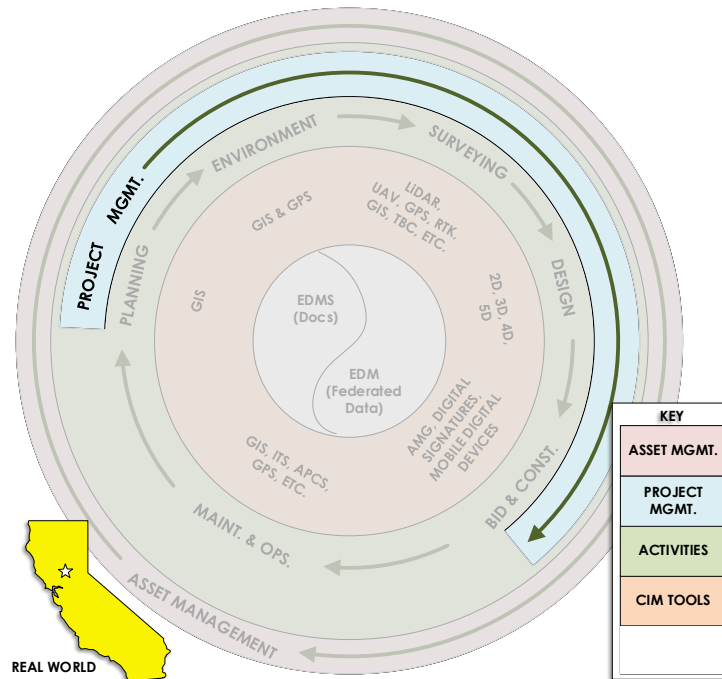 PROJECT MGMT.
PLANNING
ENVIRONMENT
SURVEYING
DESIGN
BID & CONST.
MAINT. & OPS.
ASSET MANAGEMENT
GIS
GIS & GPS
LiDAR,
UAV, GPS, RTK.
GIS, TBC, ETC.
2D, 3D, 4D,
5D
AMG, DIGITAL
SIGNATURES,
MOBILE DIGITAL
DEVICES
GIS, ITS, APCS,
GPS, ETC.
EDMS
(Docs)
EDM
(Federated
Data)
KEY
ASSET MGMT.
PROJECT
MGMT.
ACTIVITIES
CIM TOOLS
REAL WORLD